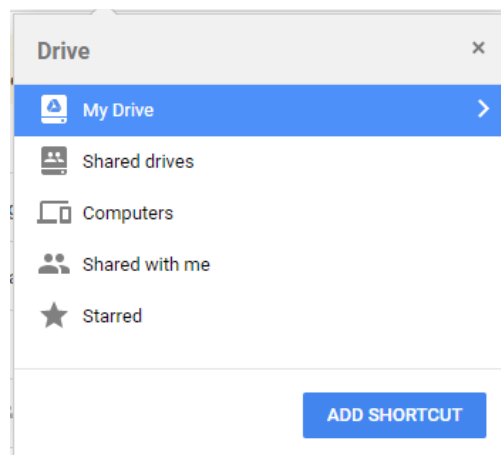 Drive
My Drive
Shared drives
Computers
Shared with me
Starred
ADD SHORTCUT